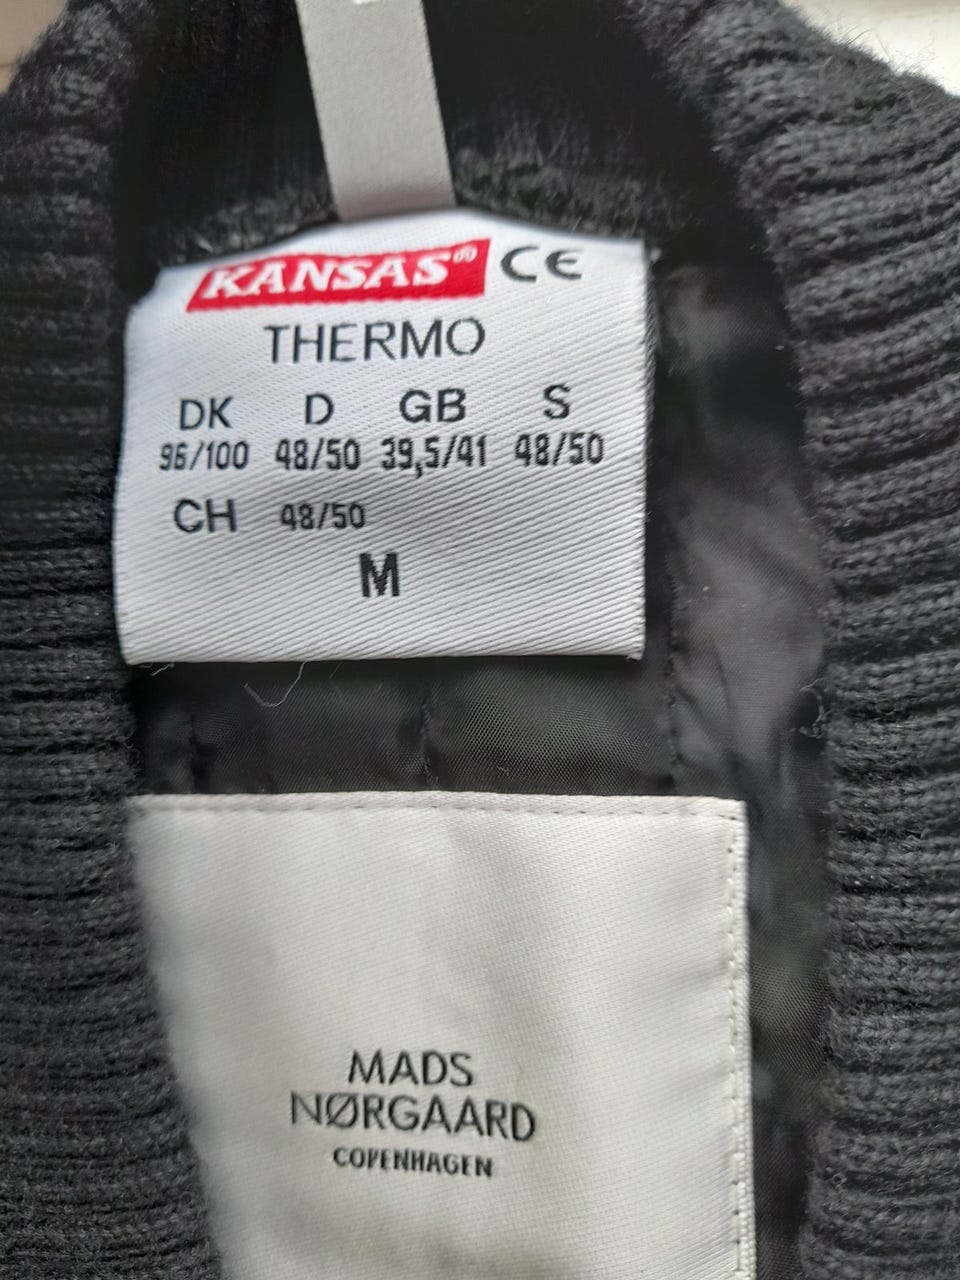 KANSAS® CE
THERMO
DK D GB S
96/100 48/50 39,5/41 48/50
CH 48/50
M
MADS
NØRGAARD
COPENHAGEN